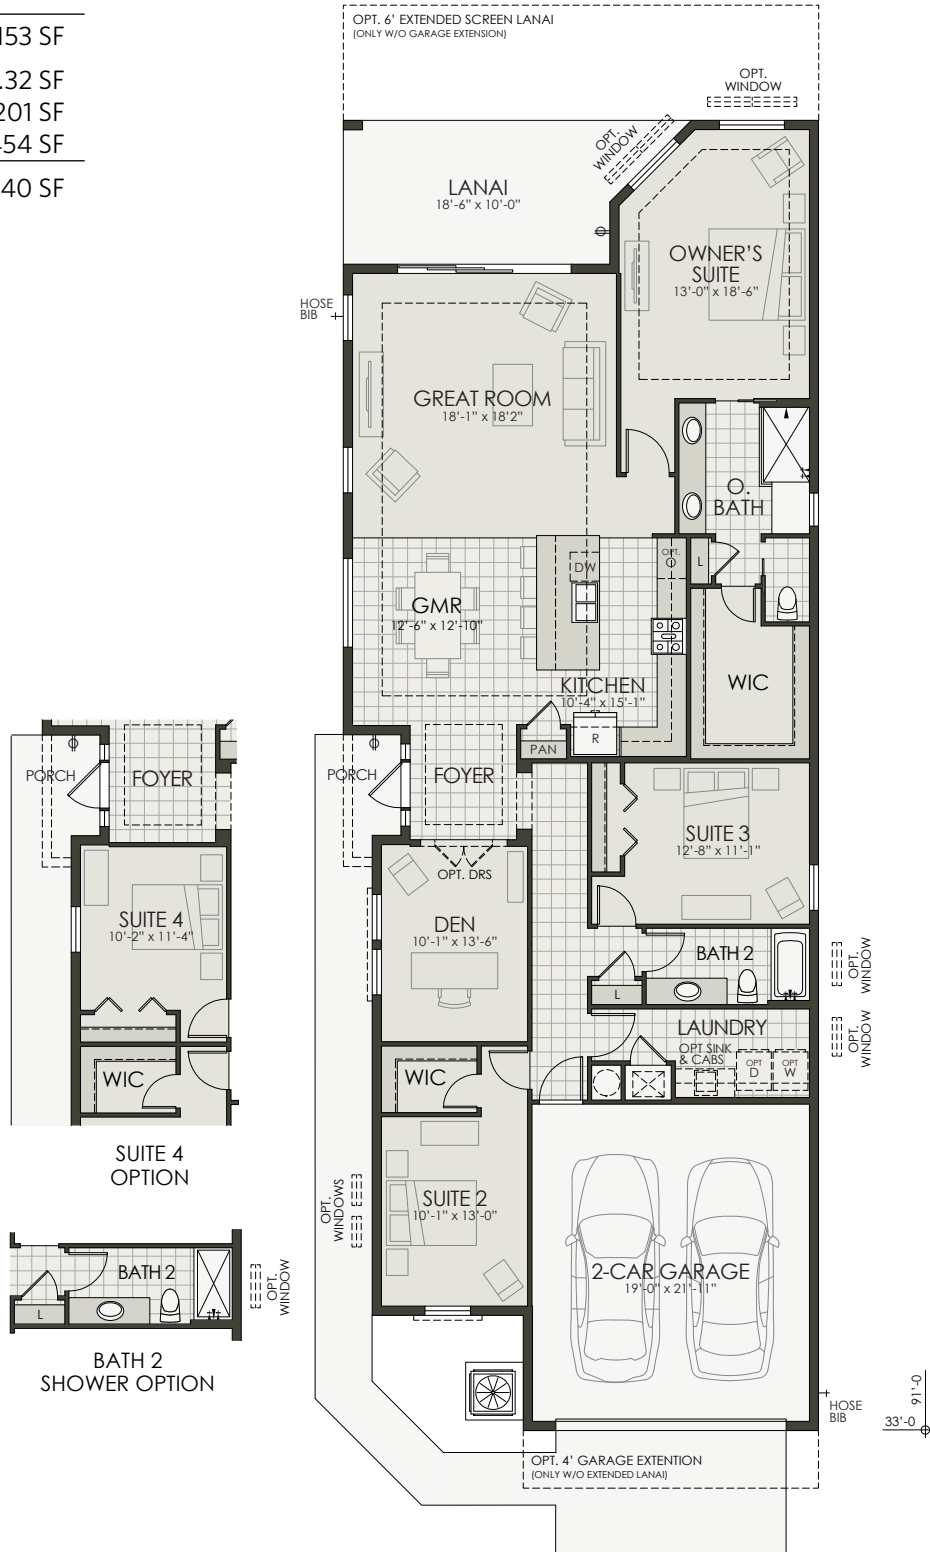 153 SF
.32 SF
201 SF
454 SF
40 SF
OPT. 6' EXTENDED SCREEN LANAI
(ONLY W/O GARAGE EXTENSION)
OPT.
WINDOW
OPT.
WINDOW
LANAI
18'-6" x 10'-0"
OWNER'S
SUITE
13'-0" x 18'-6"
HOSE
BIB
GREAT ROOM
18'-1" x 18'2"
O.
BATH
OPT.
DW
L
GMR
12'-6" x 12'-10"
WIC
KITCHEN
10'-4" x 15'-1"
R
PAN
PORCH
FOYER
PORCH
FOYER
SUITE 3
12'-8" x 11'-1"
OPT. DRS
SUITE 4
10'-2" x 11'-4"
DEN
10'-1" x 13'-6"
BATH 2
OPT.
WINDOW
L
LAUNDRY
OPT SINK
& CABS
OPT
D
OPT
W
OPT.
WINDOW
WIC
WIC
SUITE 4
OPTION
SUITE 2
10'-1" x 13'-0"
OPT.
WINDOWS
2-CAR GARAGE
19'-0" x 21'-11"
BATH 2
L
OPT.
WINDOW
BATH 2
SHOWER OPTION
HOSE
BIB
91'-0
33'-0
OPT. 4' GARAGE EXTENTION
(ONLY W/O EXTENDED LANAI)